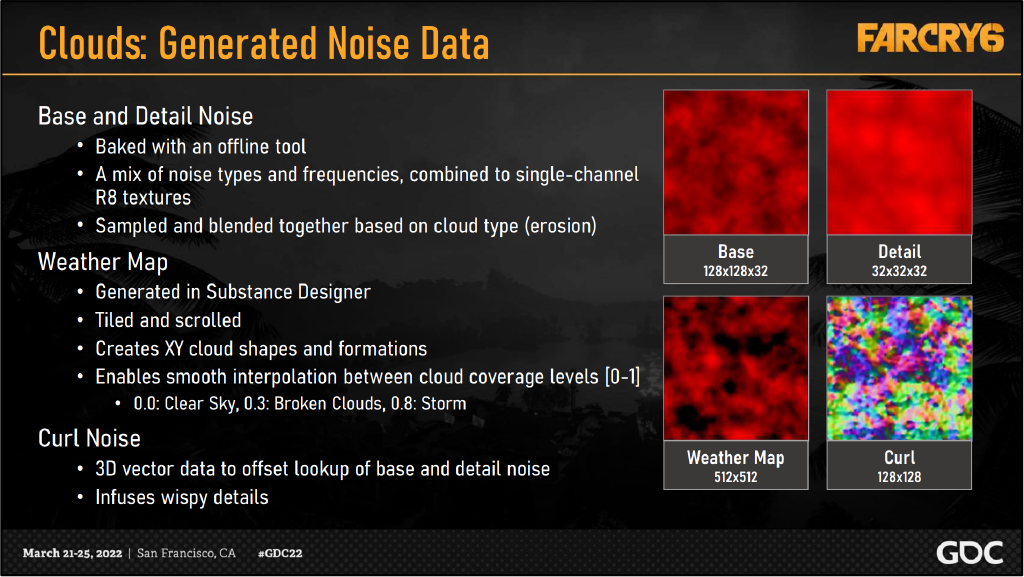 Clouds: Generated Noise Data
FARCRY6
Base and Detail Noise
• Baked with an offline tool
• A mix of noise types and frequencies, combined to single-channel
R8 textures
• Sampled and blended together based on cloud type (erosion)
Weather Map
• Generated in Substance Designer
• Tiled and scrolled
• Creates XY cloud shapes and formations
• Enables smooth interpolation between cloud coverage levels [0-1]
• 0.0: Clear Sky, 0.3: Broken Clouds, 0.8: Storm
Curl Noise
• 3D vector data to offset lookup of base and detail noise
• Infuses wispy details
Base
128x128x32
Detail
32x32x32
Weather Map
512x512
Curl
128x128
March 21-25, 2022 | San Francisco, CA #GDC22
GDC